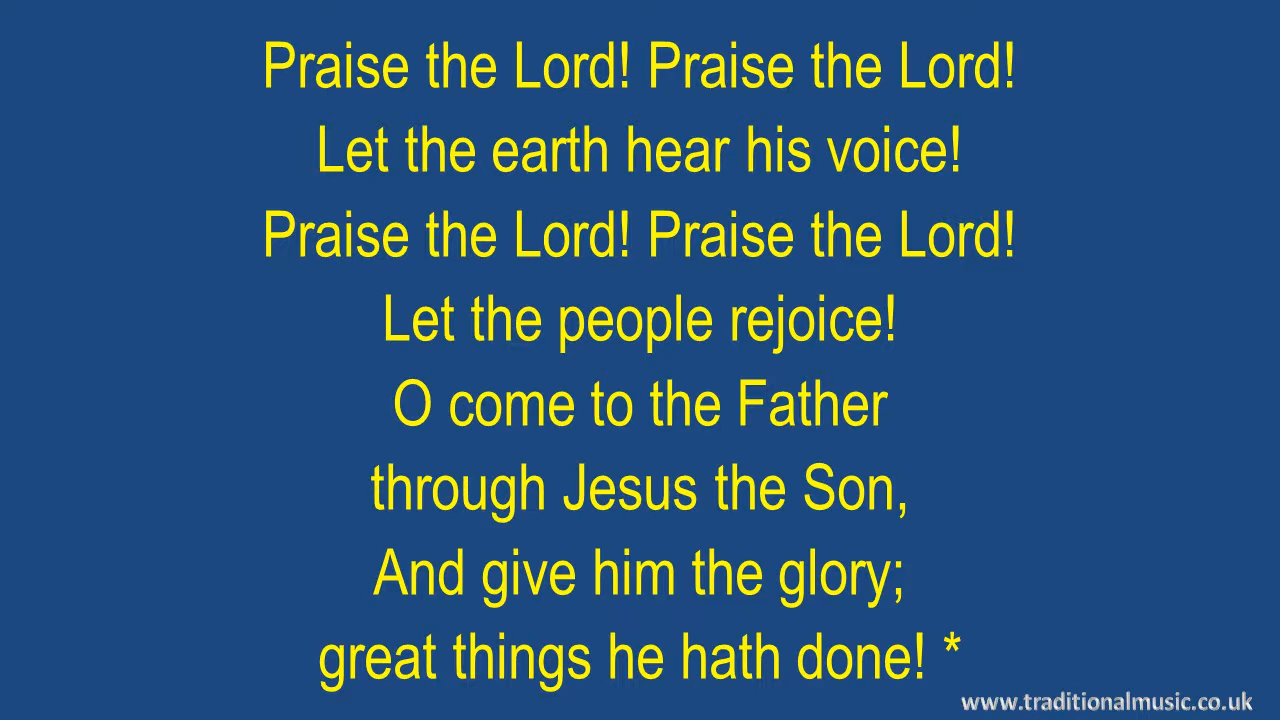 Praise the Lord! Praise the Lord!
Let the earth hear his voice!
Praise the Lord! Praise the Lord!
Let the people rejoice!
O come to the Father
through Jesus the Son,
And give him the glory;
great things he hath done! *
www.traditionalmusic.co.uk